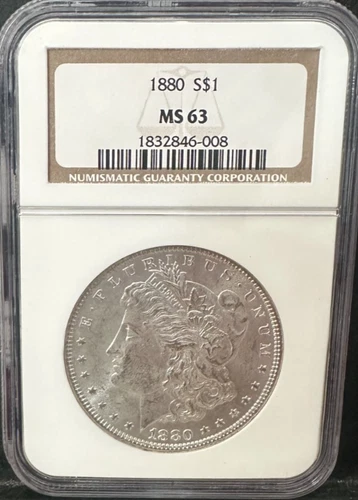 1880 S$1
MS 63
1832846-008
NUMISMATIC GUARANTY CORPORATION
E·PLURIBUS·UNUM
1880